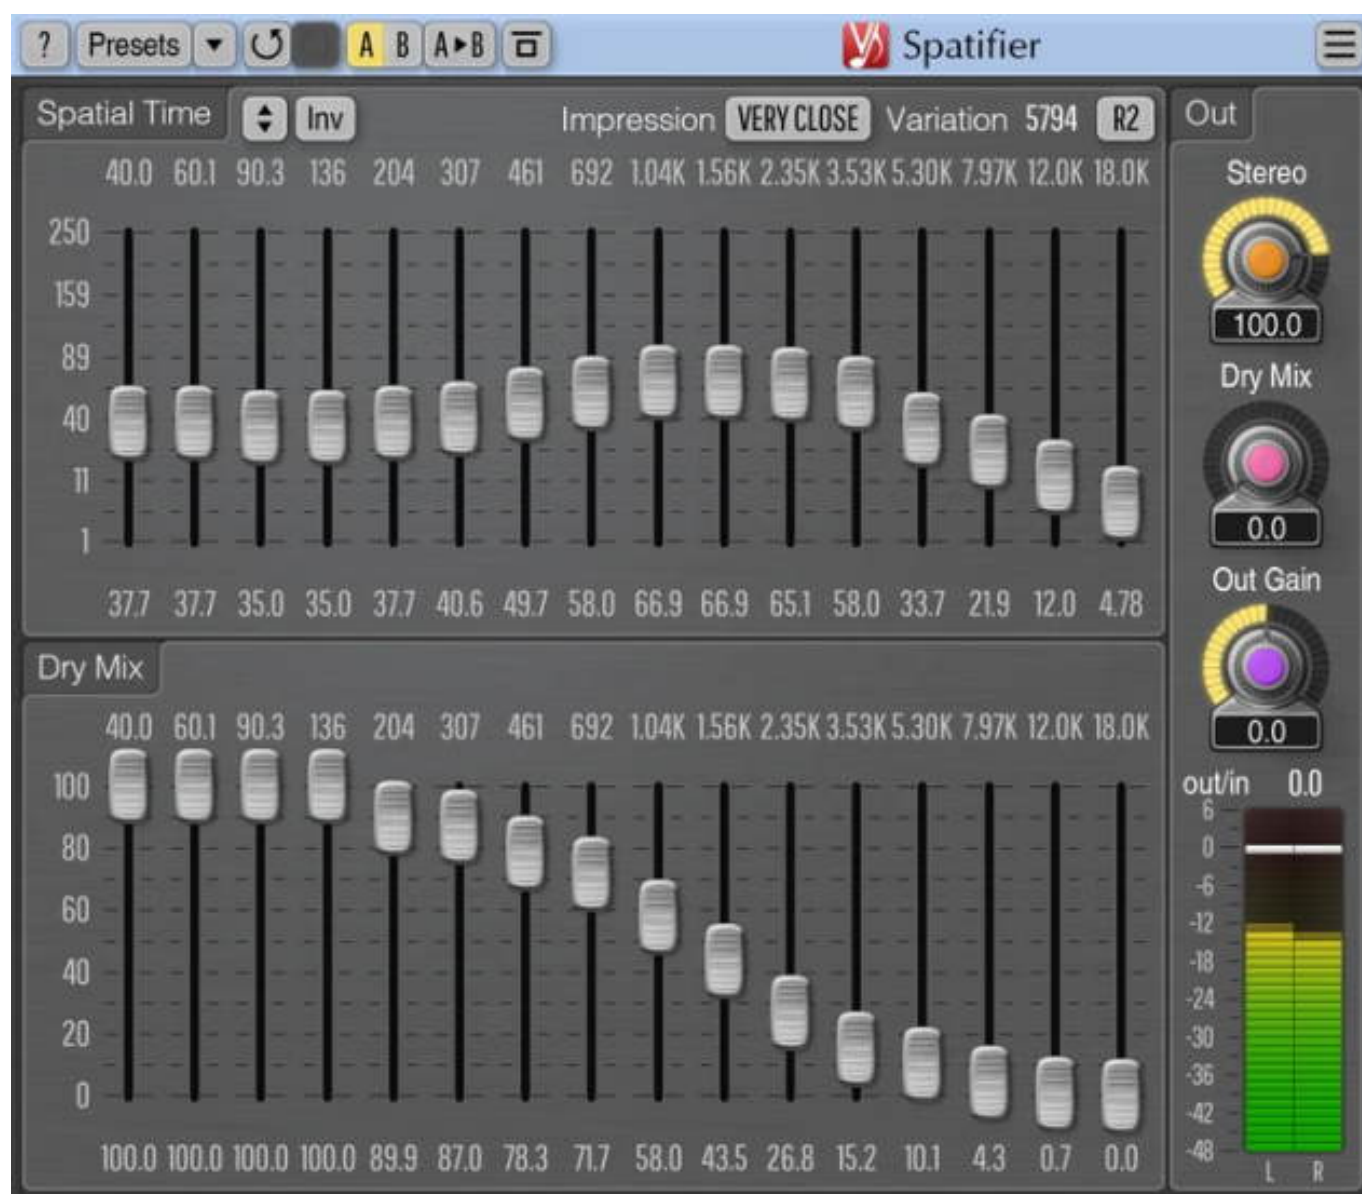 ? Presets A B A▸B Spatifier
Spatial Time Inv Impression VERY CLOSE Variation 5794 R2
40.0 60.1 90.3 136 204 307 461 692 1.04K 1.56K 2.35K 3.53K 5.30K 7.97K 12.0K 18.0K
250
159
89
40
11
1
37.7 37.7 35.0 35.0 37.7 40.6 49.7 58.0 66.9 66.9 65.1 58.0 33.7 21.9 12.0 4.78
Dry Mix
40.0 60.1 90.3 136 204 307 461 692 1.04K 1.56K 2.35K 3.53K 5.30K 7.97K 12.0K 18.0K
100
80
60
40
20
0
100.0 100.0 100.0 100.0 89.9 87.0 78.3 71.7 58.0 43.5 26.8 15.2 10.1 4.3 0.7 0.0
Out
Stereo
100.0
Dry Mix
0.0
Out Gain
0.0
out/in 0.0
6
0
-6
-12
-18
-24
-30
-36
-42
-48
L R